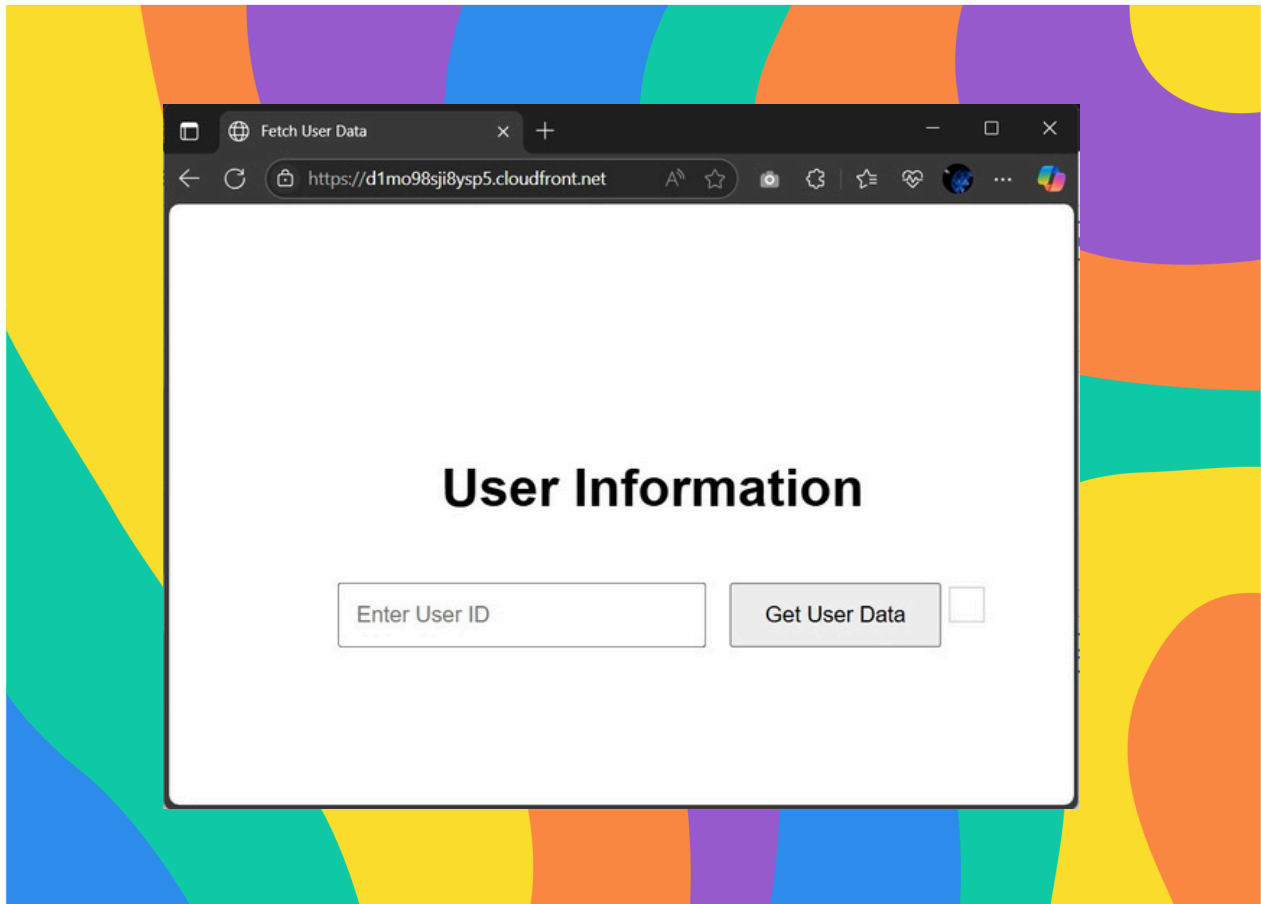 Fetch User Data
https://d1mo98sji8ysp5.cloudfront.net
User Information
Enter User ID
Get User Data